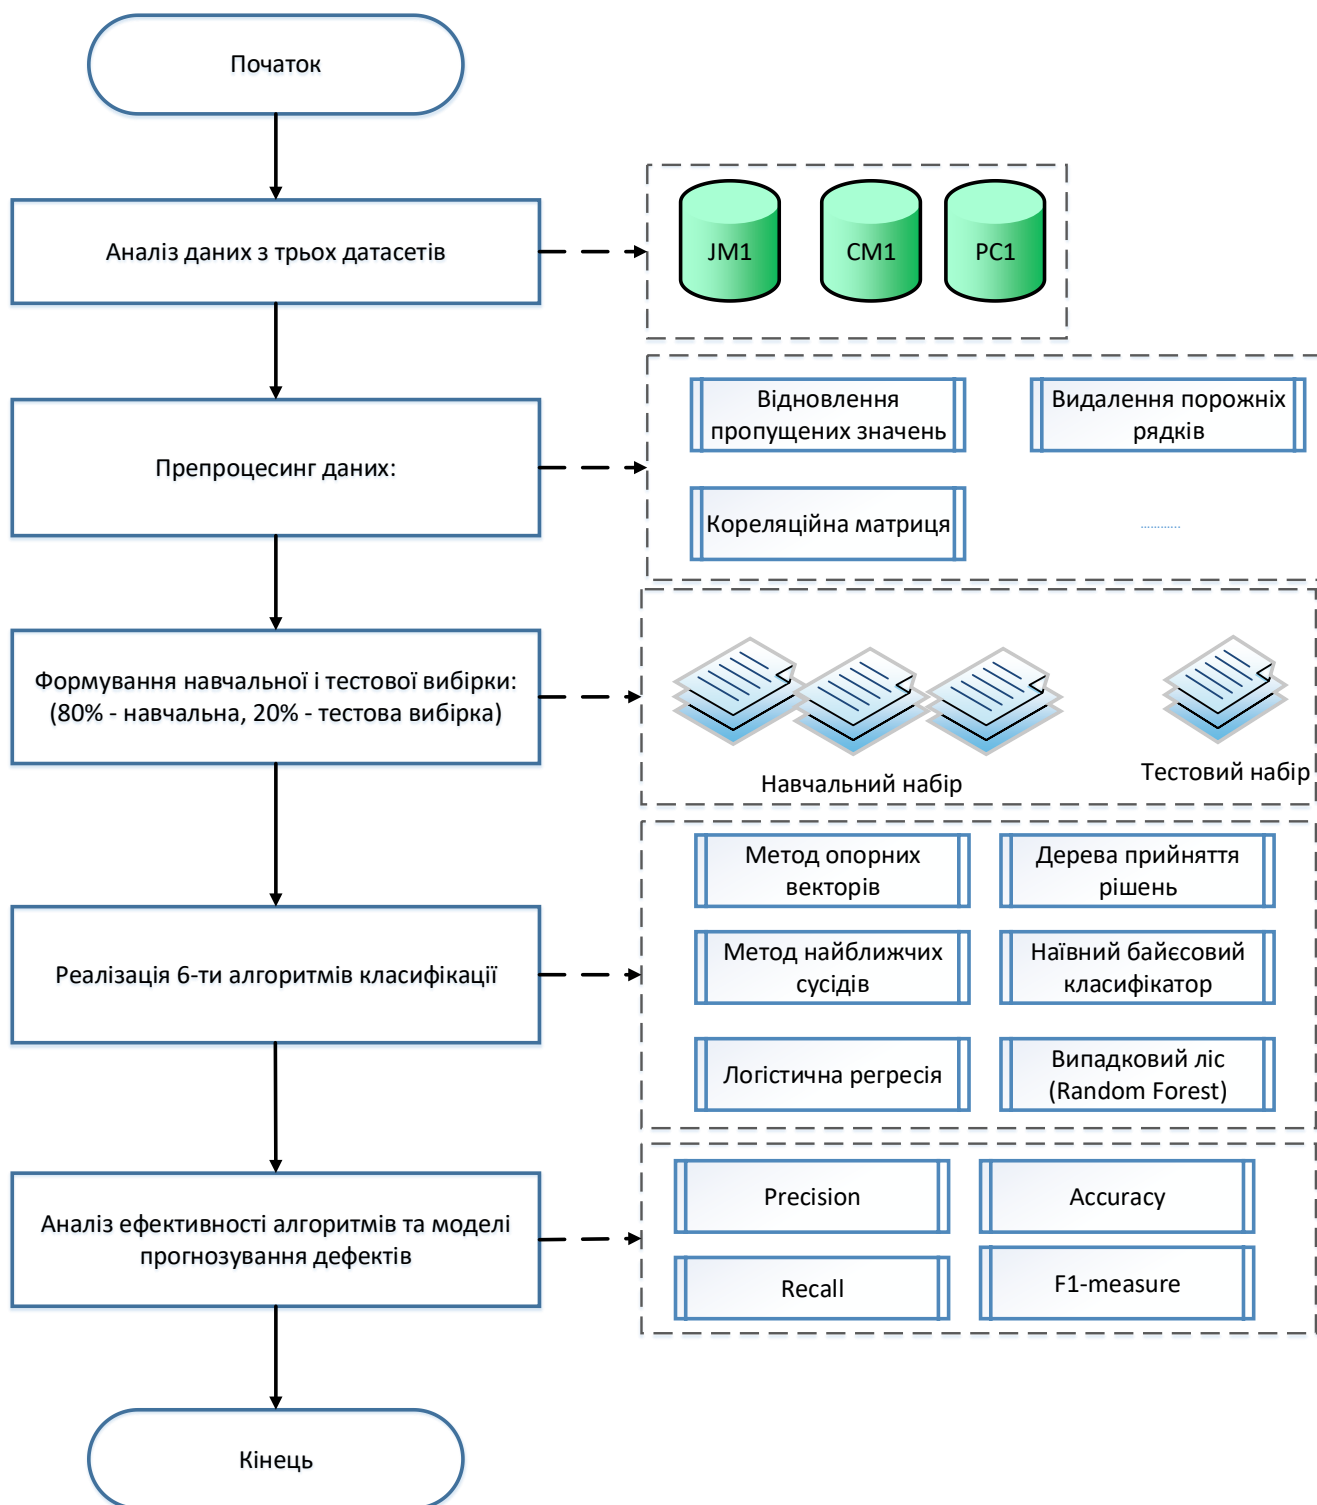 Початок
Аналіз даних з трьох датасетів
JM1
CM1
PC1
Препроцесинг даних:
Відновлення
пропущених значень
Видалення порожніх
рядків
Кореляційна матриця
............
Формування навчальної і тестової вибірки:
(80% - навчальна, 20% - тестова вибірка)
Навчальний набір
Тестовий набір
Реалізація 6-ти алгоритмів класифікації
Метод опорних
векторів
Дерева прийняття
рішень
Метод найближчих
сусідів
Наївний байєсовий
класифікатор
Логістична регресія
Випадковий ліс
(Random Forest)
Аналіз ефективності алгоритмів та моделі
прогнозування дефектів
Precision
Accuracy
Recall
F1-measure
Кінець